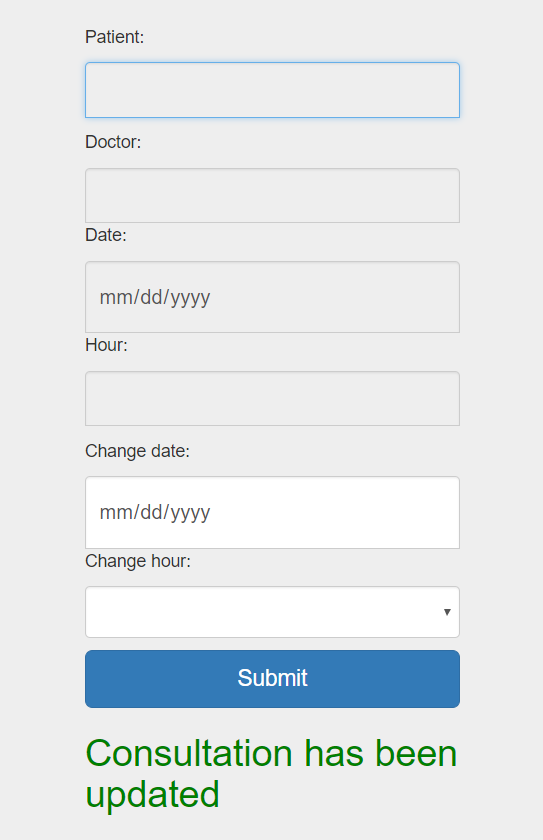 Patient:
Doctor:
Date:
mm/dd/yyyy
Hour:
Change date:
mm/dd/yyyy
Change hour:
Submit
Consultation has been
updated